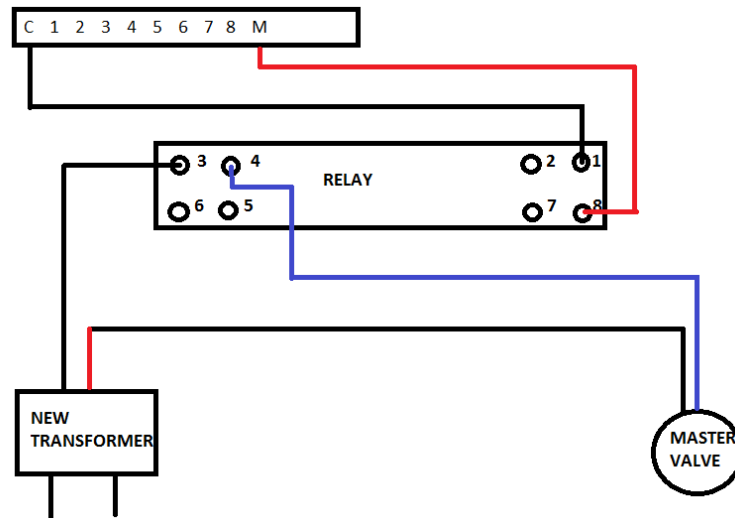 C 1 2 3 4 5 6 7 8 M
3 4 2 1
RELAY
6 5 7 8
NEW
TRANSFORMER
MASTER
VALVE